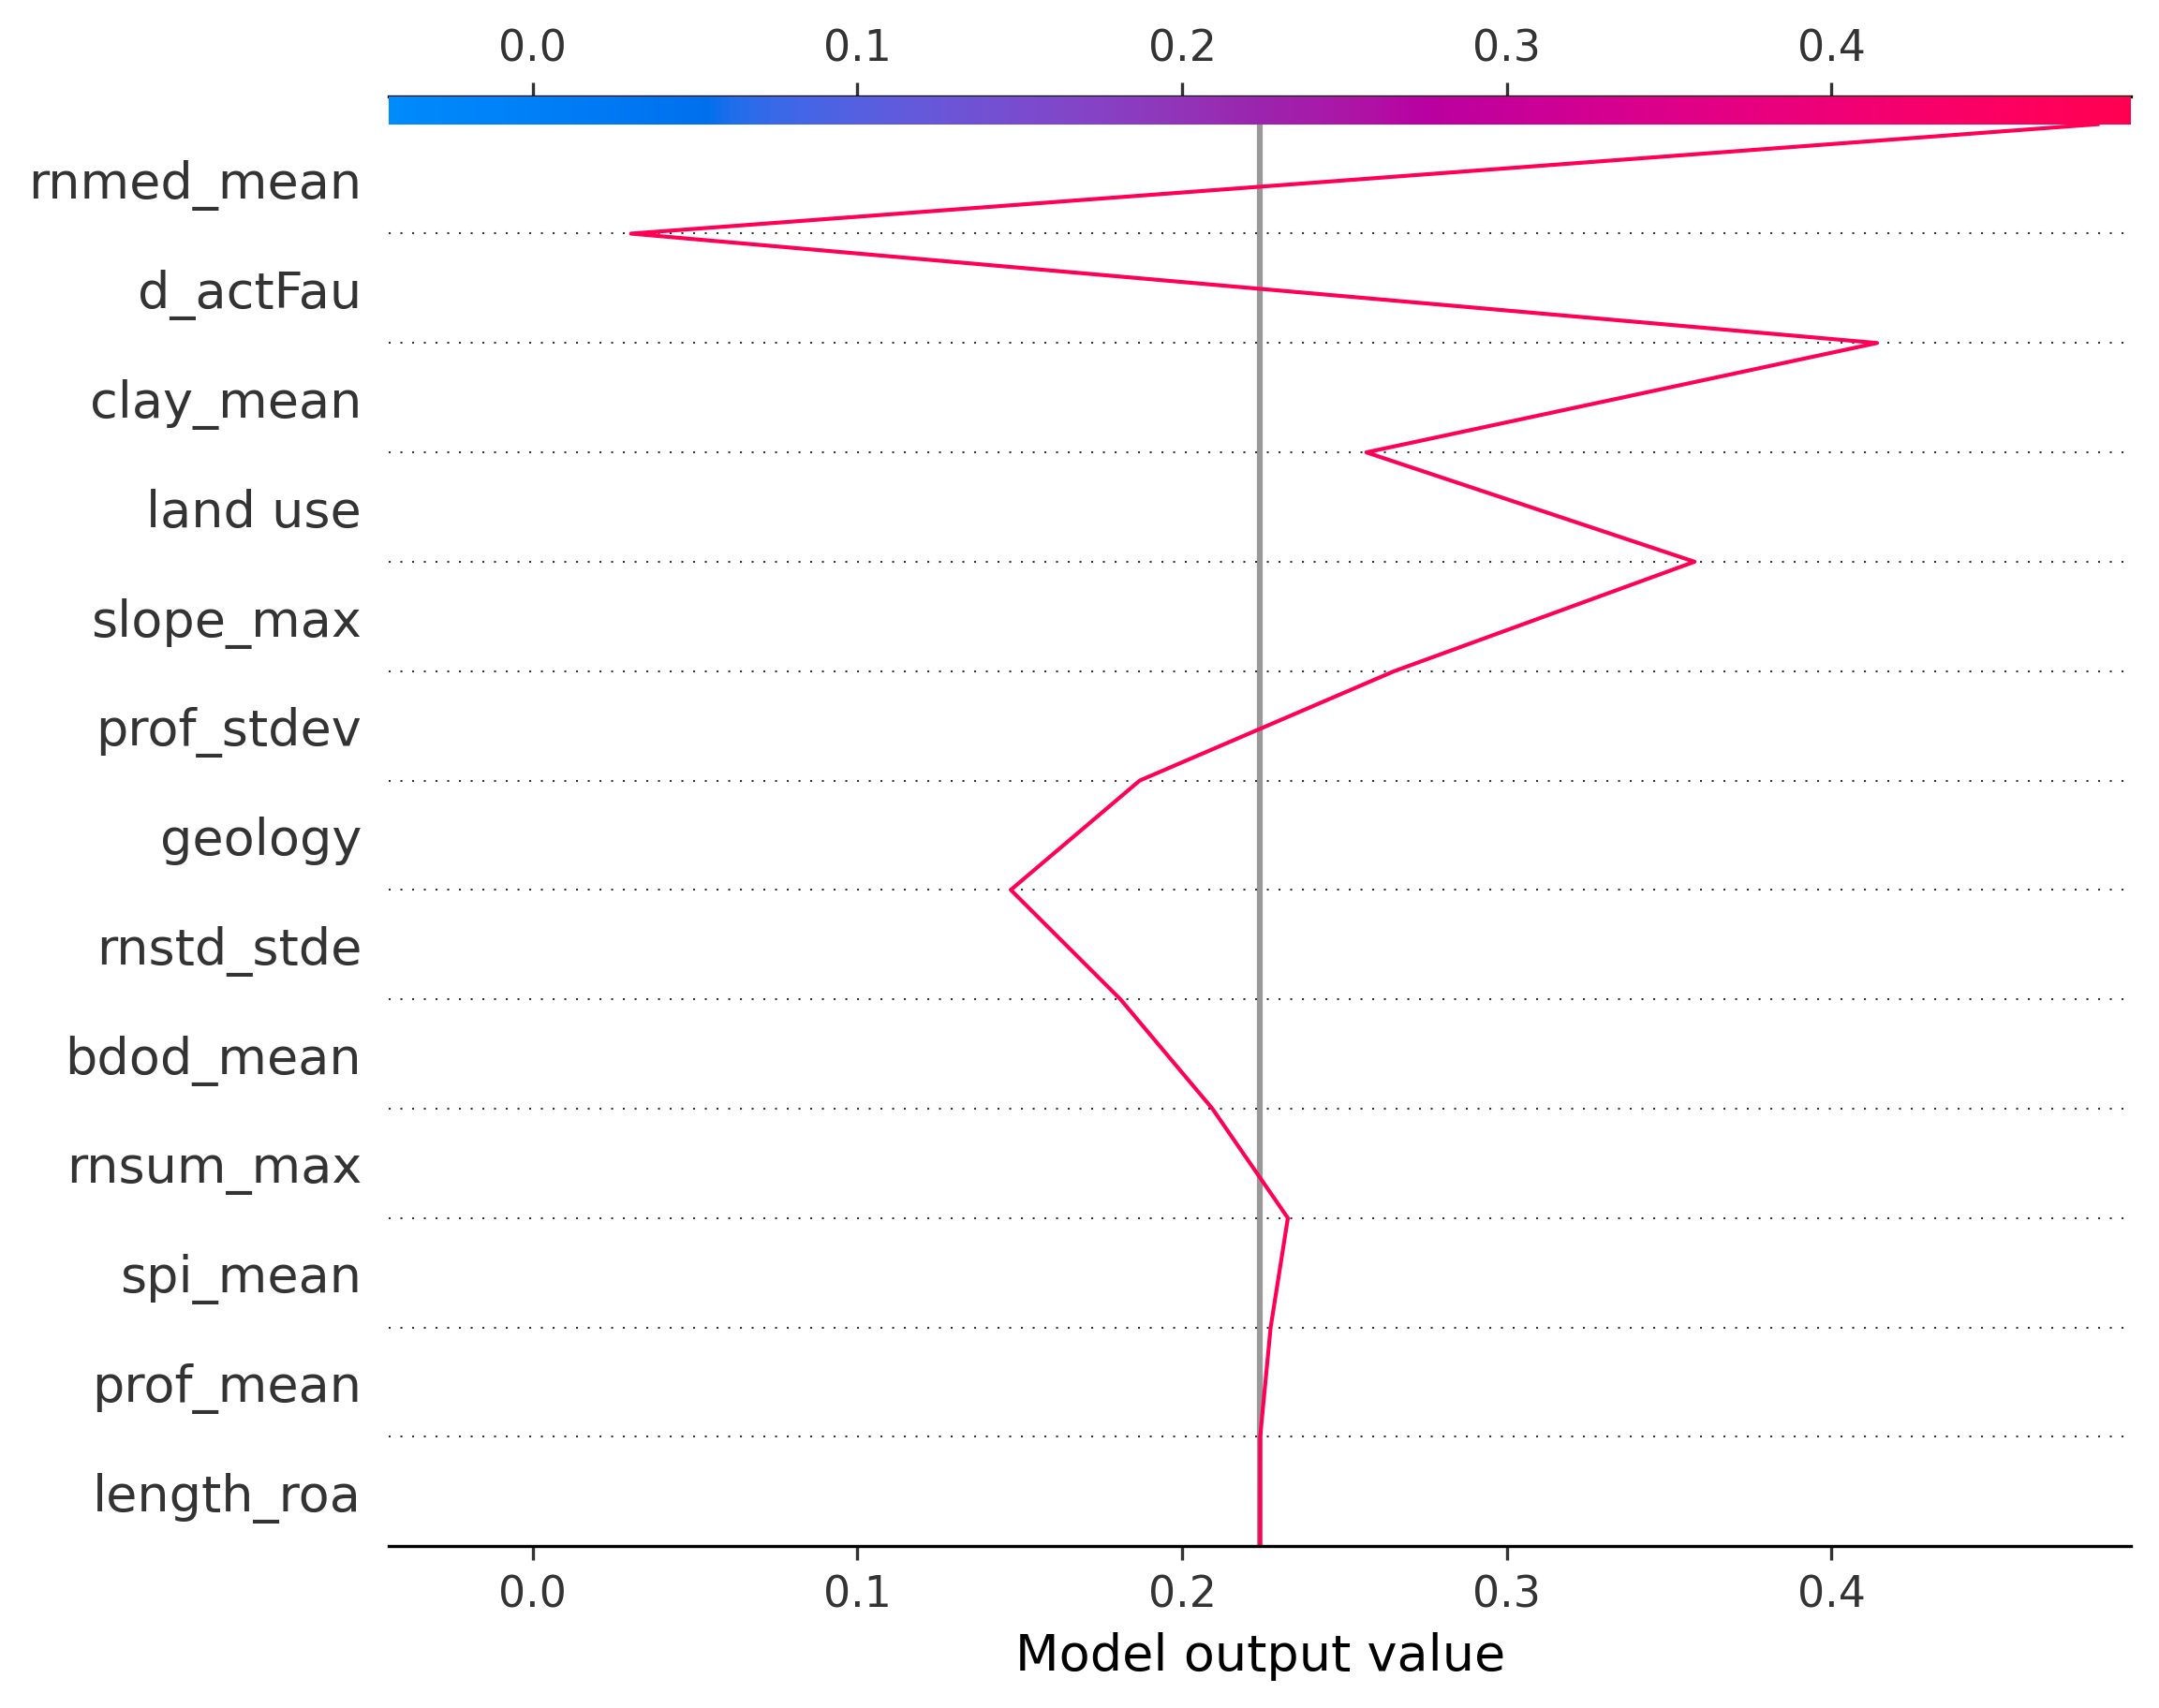 0.0 0.1 0.2 0.3 0.4
rnmed_mean
d_actFau
clay_mean
land use
slope_max
prof_stdev
geology
rnstd_stde
bdod_mean
rnsum_max
spi_mean
prof_mean
length_roa
0.0 0.1 0.2 0.3 0.4
Model output value